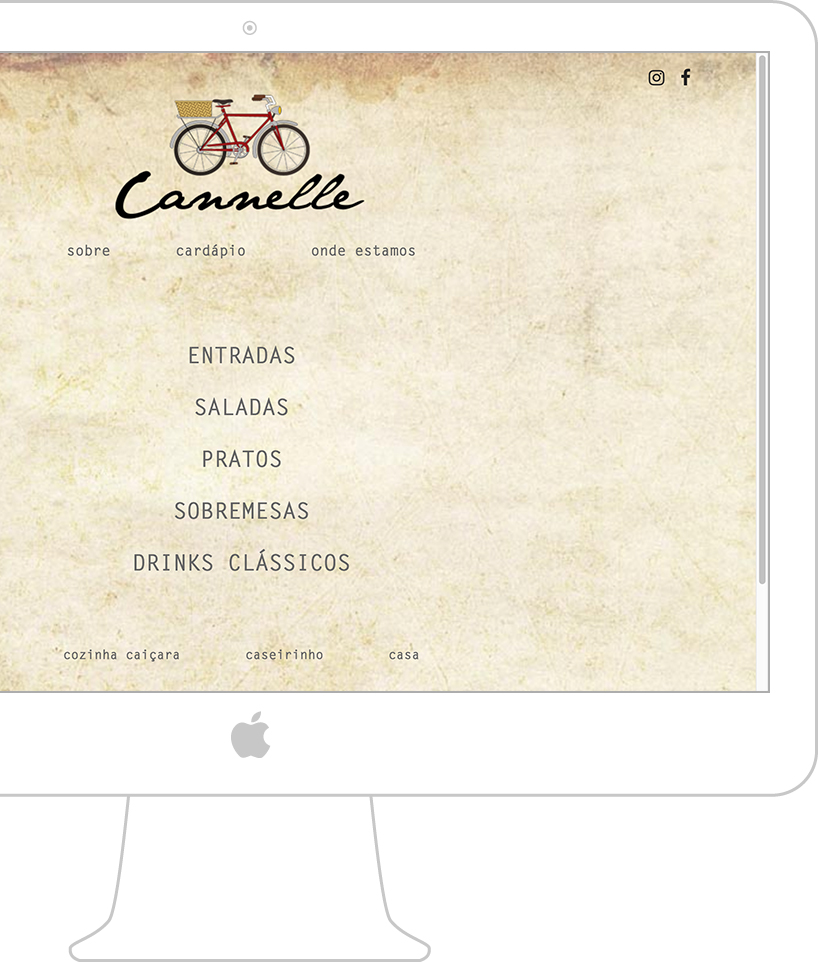 Cannelle
sobre cardápio onde estamos
ENTRADAS
SALADAS
PRATOS
SOBREMESAS
DRINKS CLÁSSICOS
cozinha caiçara caseirinho casa